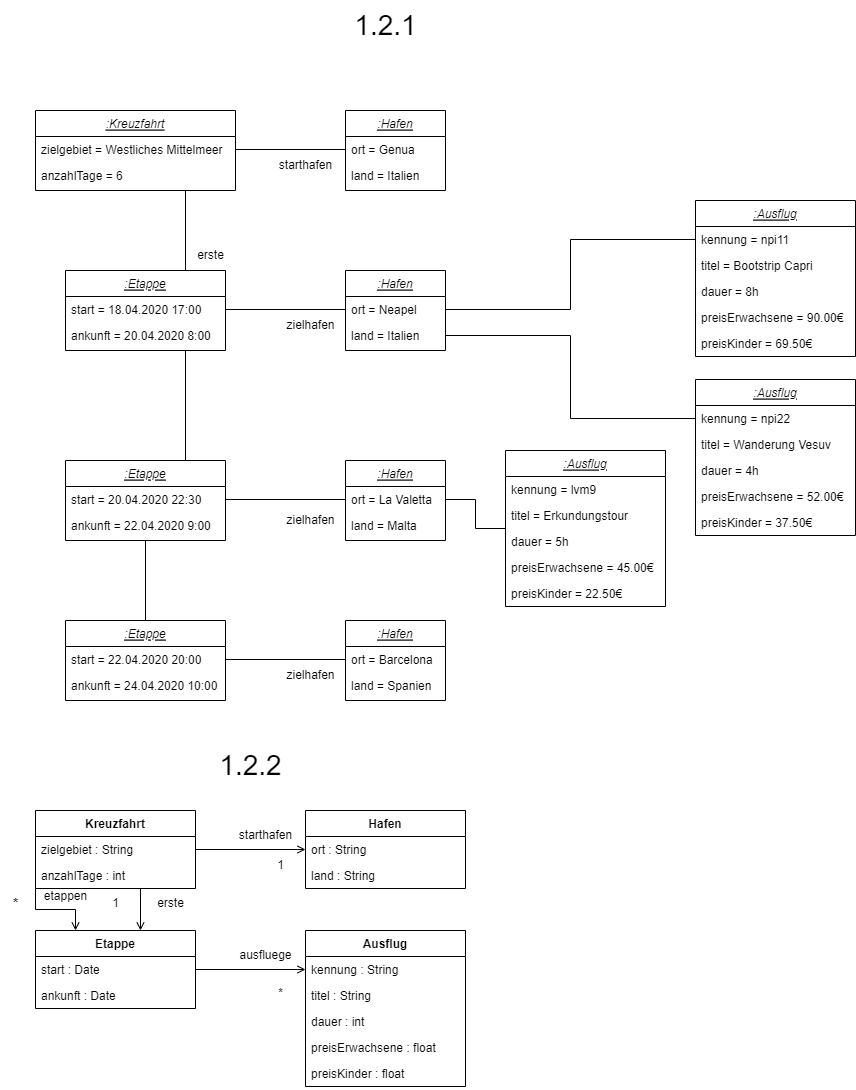 1.2.1
:Kreuzfahrt
zielgebiet = Westliches Mittelmeer
anzahlTage = 6
starthafen
:Hafen
ort = Genua
land = Italien
erste
:Etappe
start = 18.04.2020 17:00
ankunft = 20.04.2020 8:00
zielhafen
:Hafen
ort = Neapel
land = Italien
:Ausflug
kennung = npi11
titel = Bootstrip Capri
dauer = 8h
preisErwachsene = 90.00€
preisKinder = 69.50€
:Ausflug
kennung = npi22
titel = Wanderung Vesuv
dauer = 4h
preisErwachsene = 52.00€
preisKinder = 37.50€
:Etappe
start = 20.04.2020 22:30
ankunft = 22.04.2020 9:00
zielhafen
:Hafen
ort = La Valetta
land = Malta
:Ausflug
kennung = lvm9
titel = Erkundungstour
dauer = 5h
preisErwachsene = 45.00€
preisKinder = 22.50€
:Etappe
start = 22.04.2020 20:00
ankunft = 24.04.2020 10:00
zielhafen
:Hafen
ort = Barcelona
land = Spanien
1.2.2
Kreuzfahrt
zielgebiet : String
anzahlTage : int
starthafen
1
Hafen
ort : String
land : String
* etappen
1 erste
Etappe
start : Date
ankunft : Date
ausfluege
*
Ausflug
kennung : String
titel : String
dauer : int
preisErwachsene : float
preisKinder : float